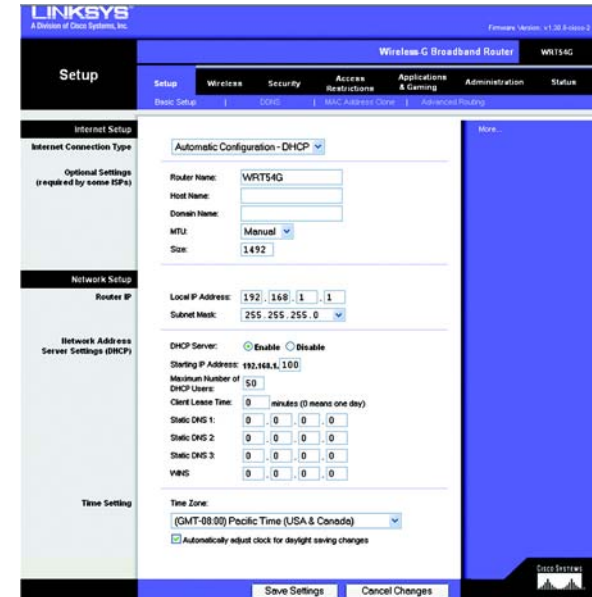 LINKSYS
A Division of Cisco Systems, Inc.
Firmware Version: v1.30.8-cisco-2
Wireless-G Broadband Router WRT54G
Setup
Setup Wireless Security Access Restrictions Applications & Gaming Administration Status
Basic Setup | DDNS | MAC Address Clone | Advanced Routing
Internet Setup
More...
Internet Connection Type Automatic Configuration - DHCP
Optional Settings
(required by some ISPs)
Router Name: WRT54G
Host Name:
Domain Name:
MTU: Manual
Size: 1492
Network Setup
Router IP
Local IP Address: 192 . 168 . 1 . 1
Subnet Mask: 255.255.255.0
Network Address
Server Settings (DHCP)
DHCP Server: Enable Disable
Starting IP Address: 192.168.1. 100
Maximum Number of
DHCP Users: 50
Client Lease Time: 0 minutes (0 means one day)
Static DNS 1: 0 . 0 . 0 . 0
Static DNS 2: 0 . 0 . 0 . 0
Static DNS 3: 0 . 0 . 0 . 0
WINS 0 . 0 . 0 . 0
Time Setting
Time Zone:
(GMT-08:00) Pacific Time (USA & Canada)
Automatically adjust clock for daylight saving changes
Save Settings Cancel Changes
Cisco Systems